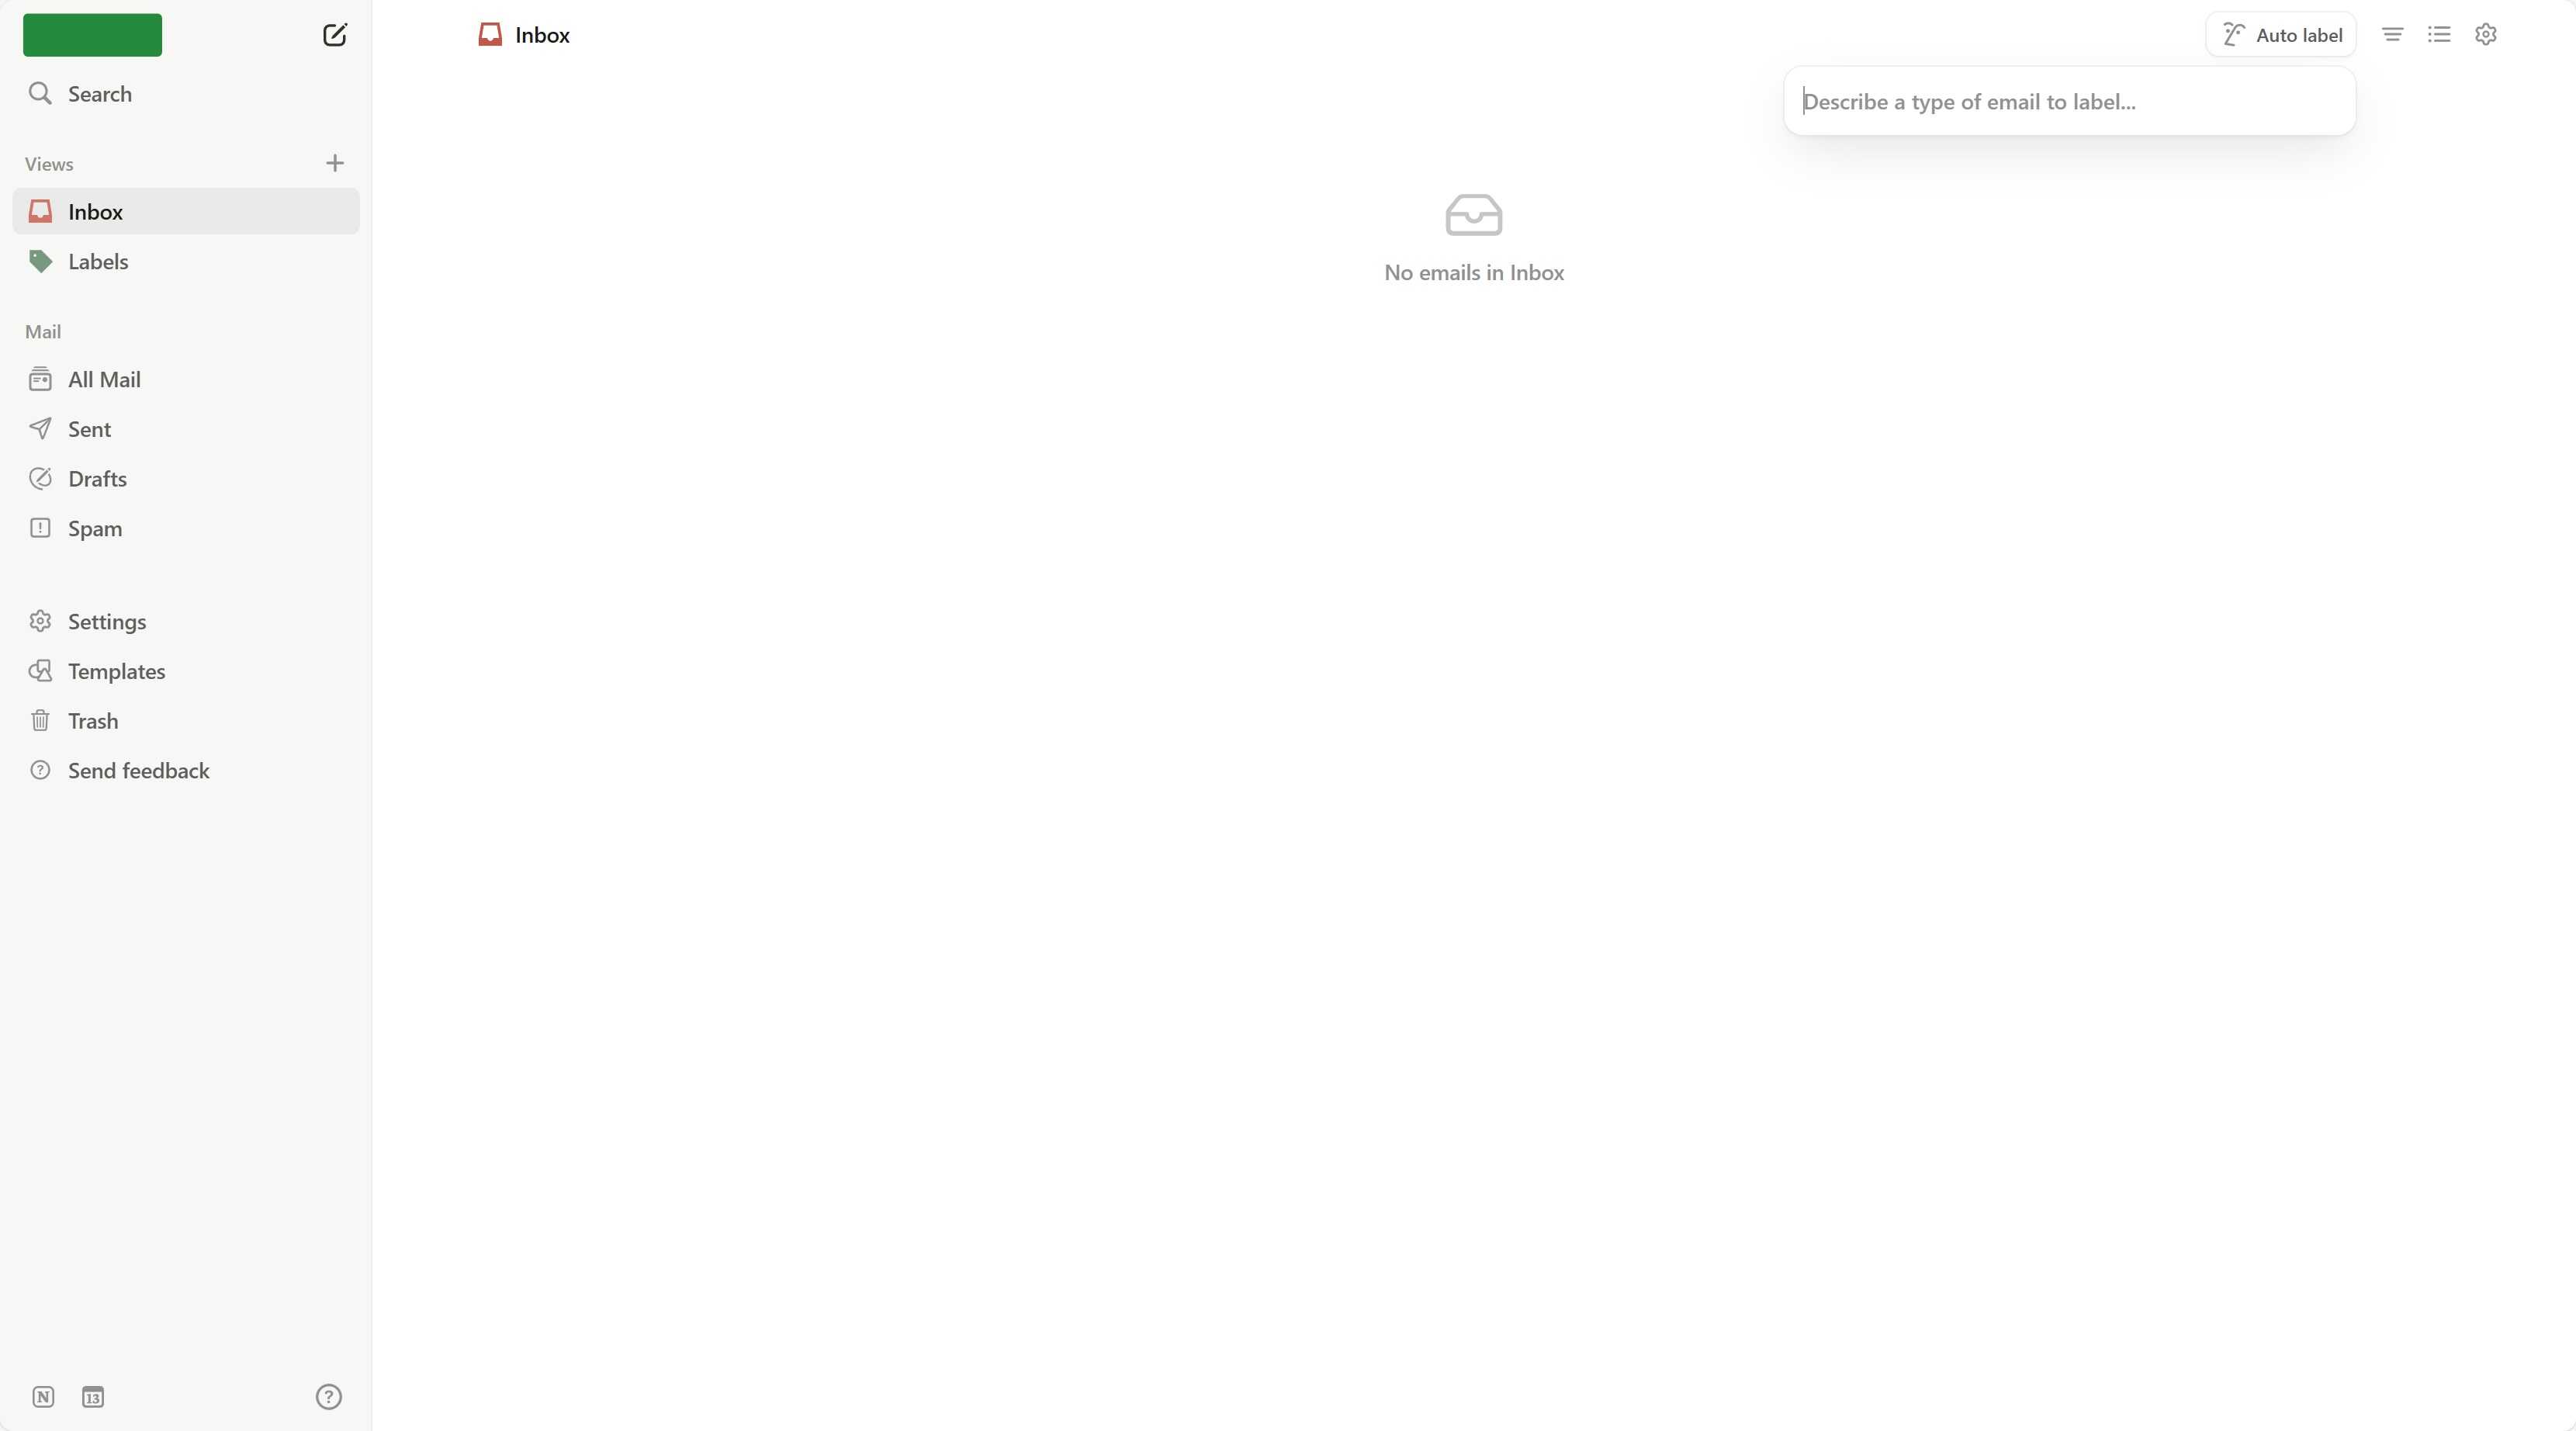 Search
Views
Inbox
Labels
Mail
All Mail
Sent
Drafts
Spam
Settings
Templates
Trash
Send feedback
N
13
?
Inbox
Auto label
Describe a type of email to label...
No emails in Inbox